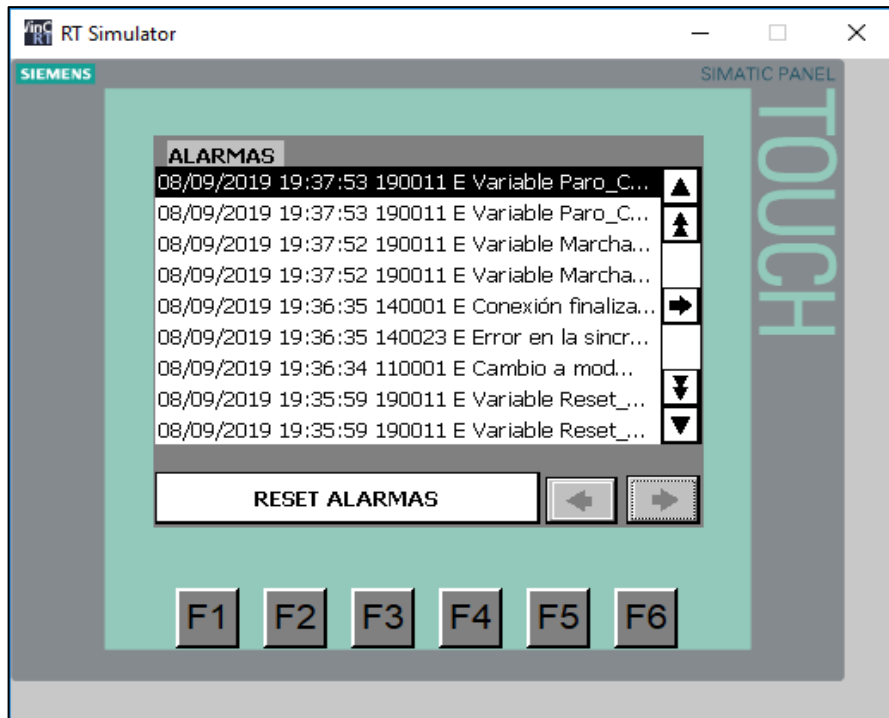 WinCC RT RT Simulator
SIEMENS
SIMATIC PANEL
TOUCH
ALARMAS
08/09/2019 19:37:53 190011 E Variable Paro_C...
08/09/2019 19:37:53 190011 E Variable Paro_C...
08/09/2019 19:37:52 190011 E Variable Marcha...
08/09/2019 19:37:52 190011 E Variable Marcha...
08/09/2019 19:36:35 140001 E Conexión finaliza...
08/09/2019 19:36:35 140023 E Error en la sincr...
08/09/2019 19:36:34 110001 E Cambio a mod...
08/09/2019 19:35:59 190011 E Variable Reset_...
08/09/2019 19:35:59 190011 E Variable Reset_...
RESET ALARMAS
F1 F2 F3 F4 F5 F6